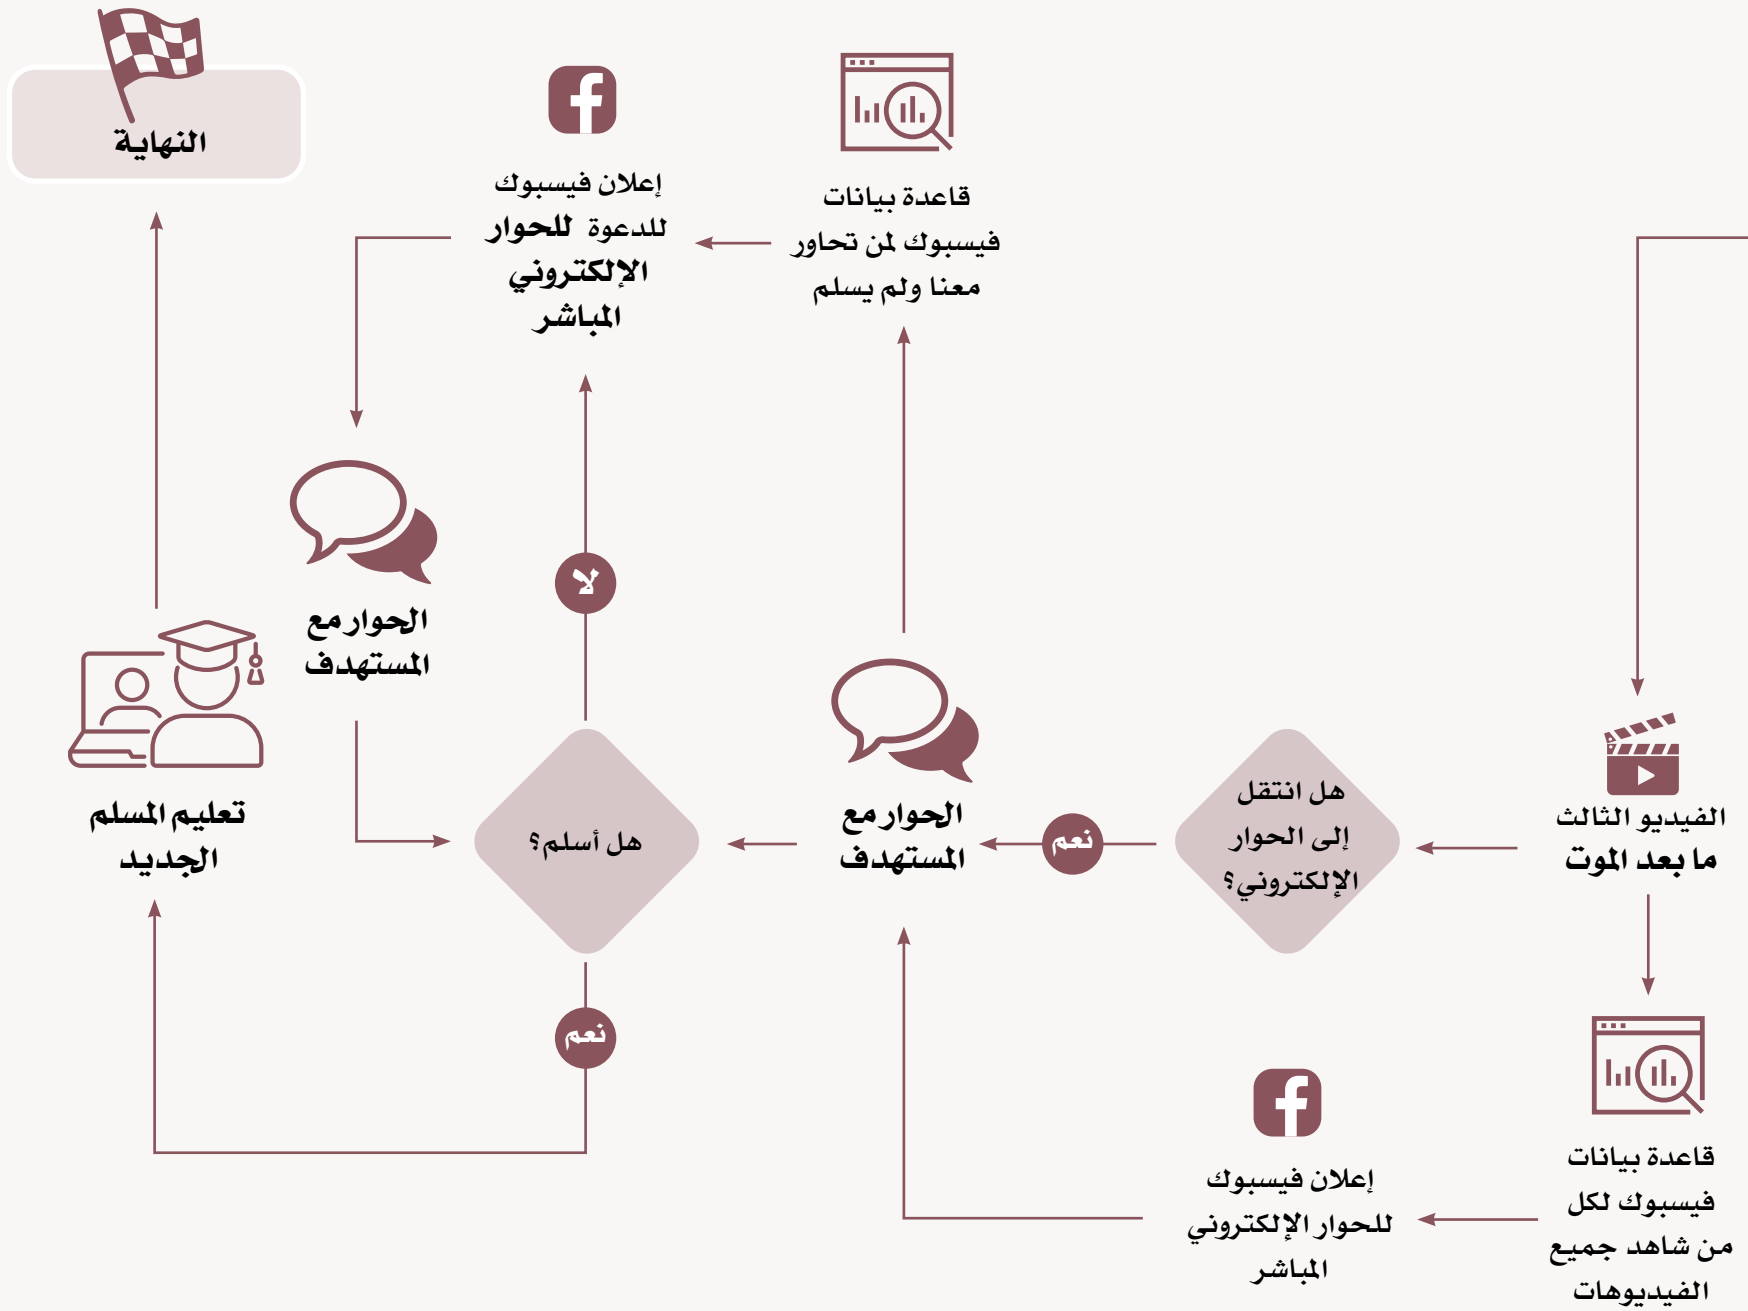 الفيديو الثالث
ما بعد الموت
قاعدة بيانات
فيسبوك لكل
من شاهد جميع
الفيديوهات
هل انتقل
إلى الحوار
الإلكتروني؟
نعم
إعلان فيسبوك
للحوار الإلكتروني
المباشر
الحوار مع
المستهدف
قاعدة بيانات
فيسبوك لمن تحاور
معنا ولم يسلم
إعلان فيسبوك
للدعوة للحوار
الإلكتروني
المباشر
هل أسلم؟
لا
نعم
الحوار مع
المستهدف
تعليم المسلم
الجديد
النهاية